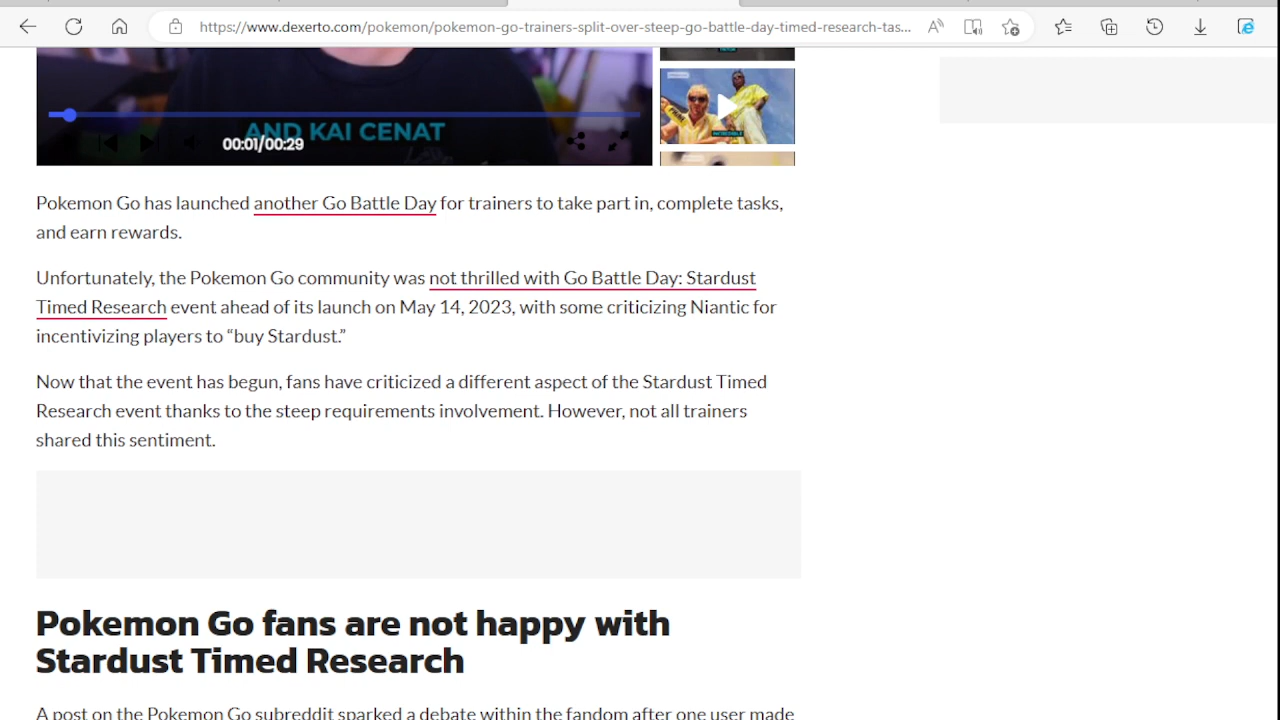 https://www.dexerto.com/pokemon/pokemon-go-trainers-split-over-steep-go-battle-day-timed-research-tas...
AND KAI CENAT
00:01/00:29
INCREDIBLE
Pokemon Go has launched another Go Battle Day for trainers to take part in, complete tasks,
and earn rewards.
Unfortunately, the Pokemon Go community was not thrilled with Go Battle Day: Stardust
Timed Research event ahead of its launch on May 14, 2023, with some criticizing Niantic for
incentivizing players to “buy Stardust.”
Now that the event has begun, fans have criticized a different aspect of the Stardust Timed
Research event thanks to the steep requirements involvement. However, not all trainers
shared this sentiment.
Pokemon Go fans are not happy with
Stardust Timed Research
A post on the Pokemon Go subreddit sparked a debate within the fandom after one user made